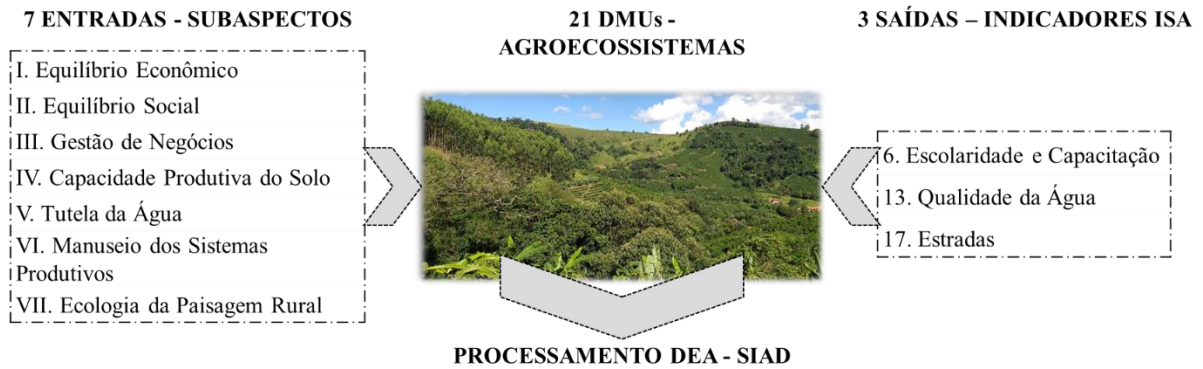 7 ENTRADAS - SUBASPECTOS
I. Equilíbrio Econômico
II. Equilíbrio Social
III. Gestão de Negócios
IV. Capacidade Produtiva do Solo
V. Tutela da Água
VI. Manuseio dos Sistemas
Produtivos
VII. Ecologia da Paisagem Rural
21 DMUs -
AGROECOSSISTEMAS
3 SAÍDAS – INDICADORES ISA
6. Escolaridade e Capacitação
13. Qualidade da Água
17. Estradas
PROCESSAMENTO DEA - SIAD